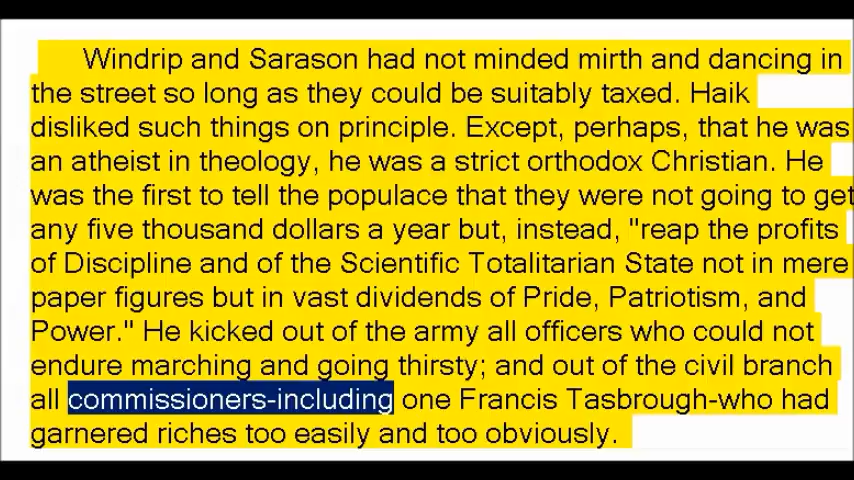 Windrip and Sarason had not minded mirth and dancing in
the street so long as they could be suitably taxed. Haik
disliked such things on principle. Except, perhaps, that he was
an atheist in theology, he was a strict orthodox Christian. He
was the first to tell the populace that they were not going to get
any five thousand dollars a year but, instead, "reap the profits
of Discipline and of the Scientific Totalitarian State not in mere
paper figures but in vast dividends of Pride, Patriotism, and
Power." He kicked out of the army all officers who could not
endure marching and going thirsty; and out of the civil branch
all commissioners-including one Francis Tasbrough-who had
garnered riches too easily and too obviously.